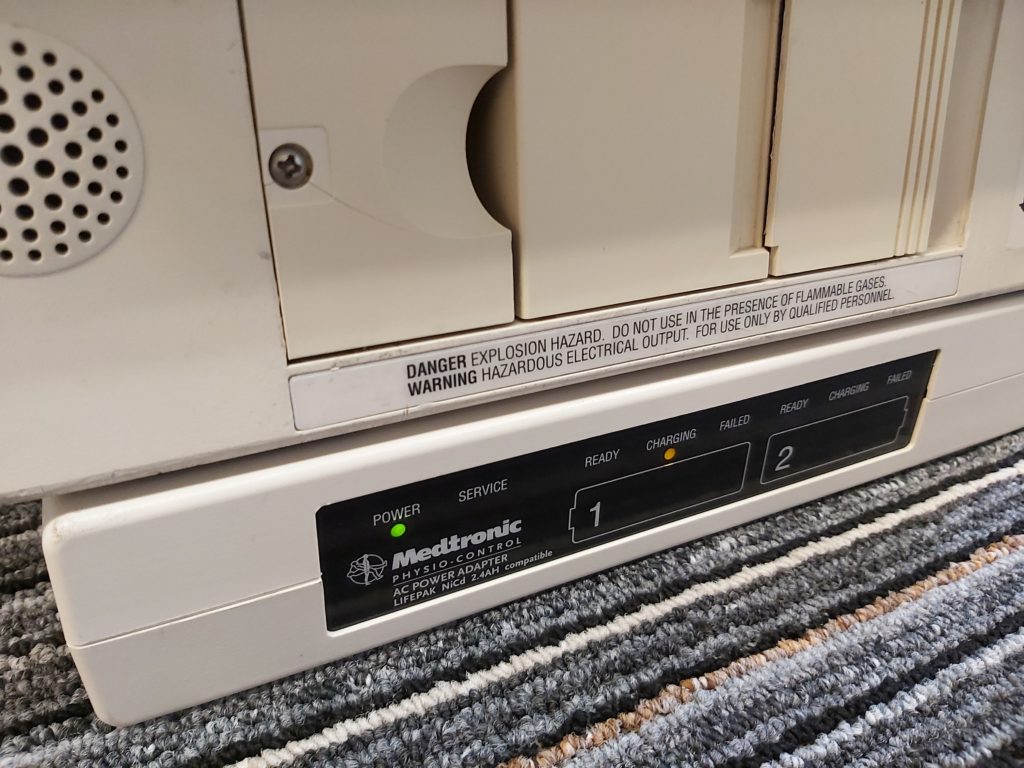 DANGER EXPLOSION HAZARD. DO NOT USE IN THE PRESENCE OF FLAMMABLE GASES.
WARNING HAZARDOUS ELECTRICAL OUTPUT. FOR USE ONLY BY QUALIFIED PERSONNEL.
POWER SERVICE READY CHARGING FAILED READY CHARGING FAILED
1 2
Medtronic
PHYSIO-CONTROL
AC POWER ADAPTER
LIFEPAK NiCd 2.4AH compatible